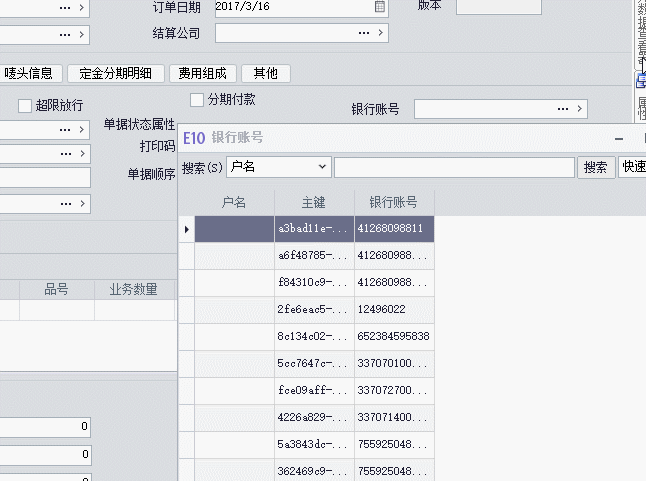 ... >
订单日期 2017/3/16
版本
... >
结算公司 ... >
唛头信息 定金分期明细 费用组成 其他
超限放行
分期付款
银行账号 ... >
... > 单据状态属性
... > 打印码
单据顺序
... >
E10 银行账号
搜索(S) 户名 搜索 快速
户名 主键 银行账号
a3bad11e-... 41268098811
a6f48785-... 412680988...
f84310c9-... 412680988...
2fe6eac5-... 12496022
8c134c02-... 652384595838
5cc7647c-... 337070100...
fce09aff-... 337072700...
4226a829-... 337071400...
5a3843dc-... 755925048...
362469c9-... 755925048...
品号 业务数量
0
0
属性